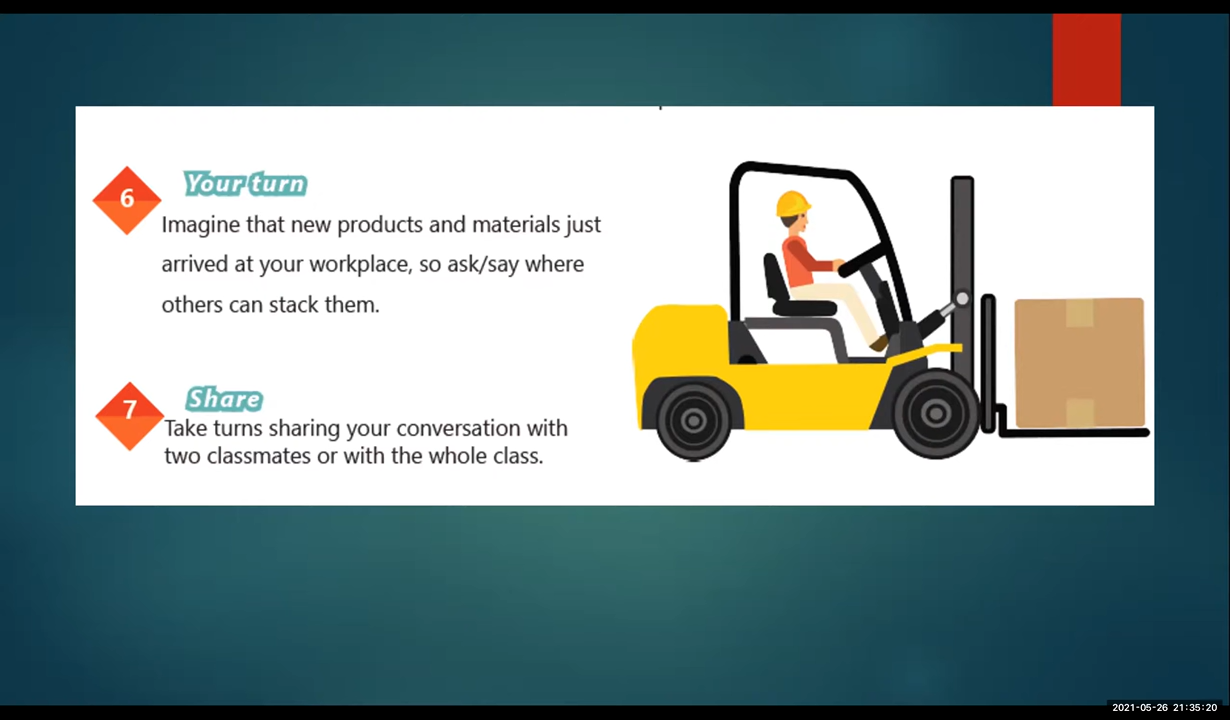 6
Your turn
Imagine that new products and materials just
arrived at your workplace, so ask/say where
others can stack them.
7
Share
Take turns sharing your conversation with
two classmates or with the whole class.
2021-05-26 21:35:20